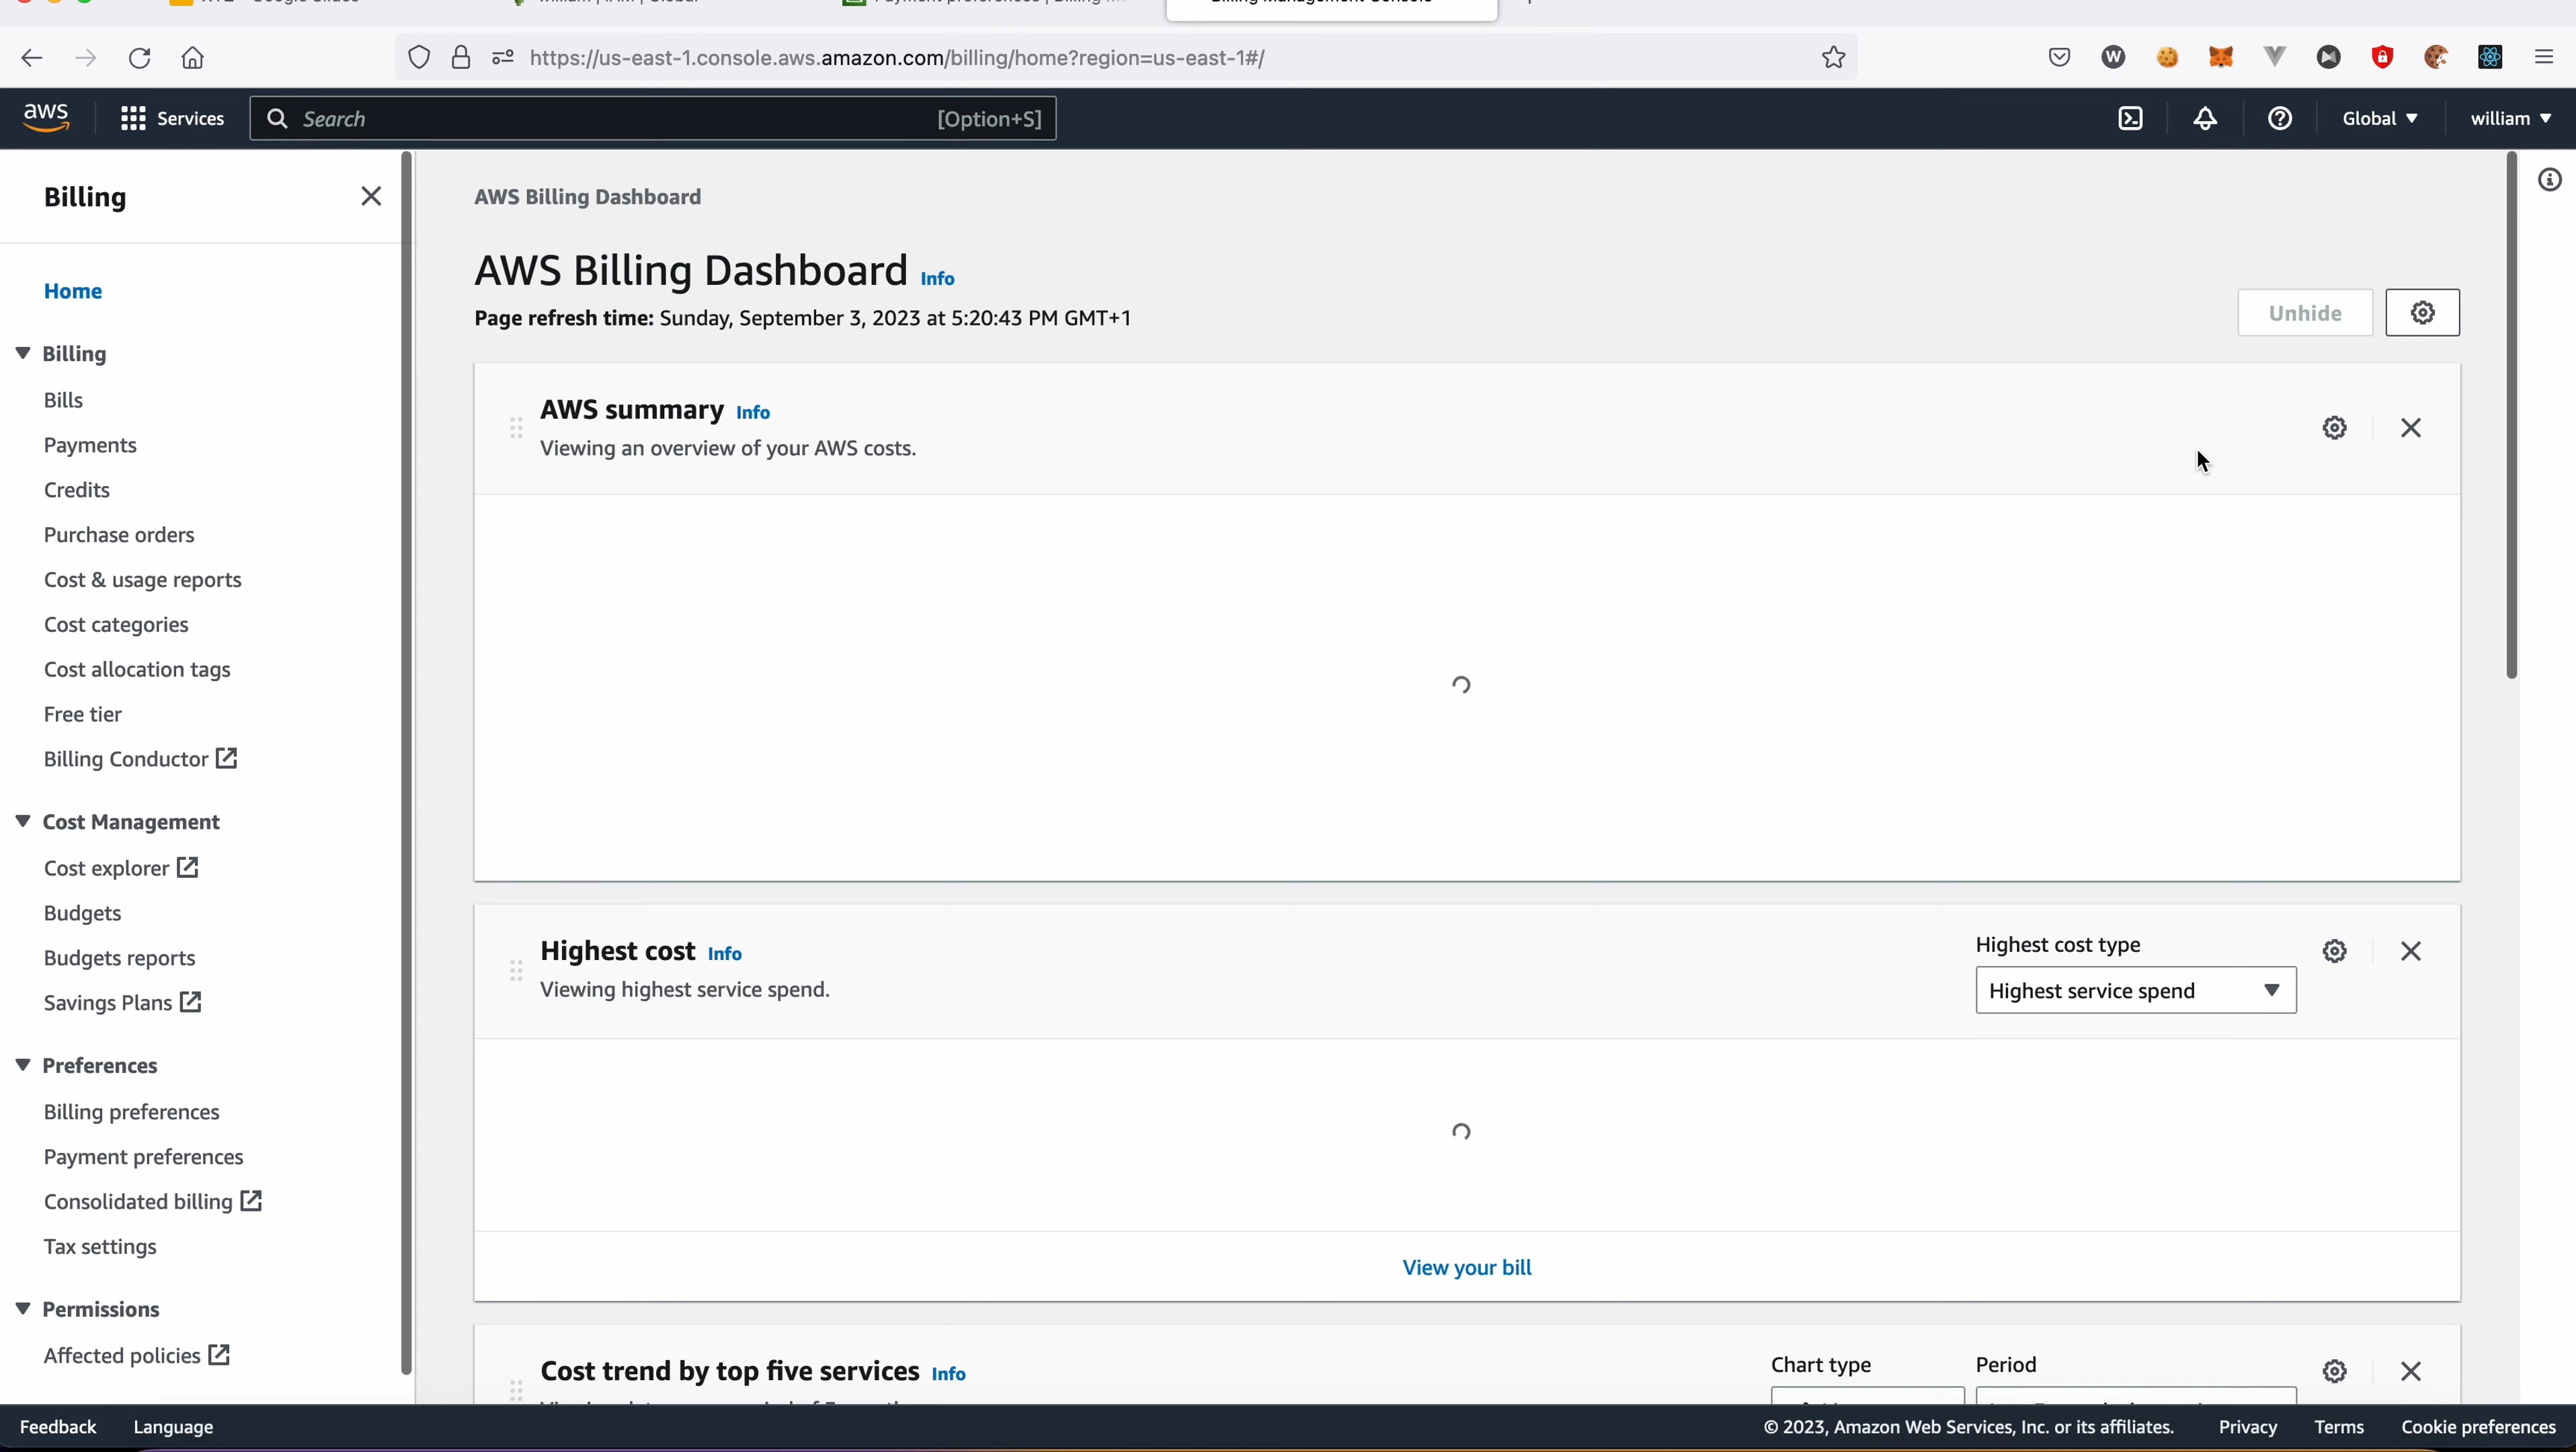 https://us-east-1.console.aws.amazon.com/billing/home?region=us-east-1#/
W
aws
Services
Search
[Option+S]
Global
william
Billing
Home
Billing
Bills
Payments
Credits
Purchase orders
Cost & usage reports
Cost categories
Cost allocation tags
Free tier
Billing Conductor
Cost Management
Cost explorer
Budgets
Budgets reports
Savings Plans
Preferences
Billing preferences
Payment preferences
Consolidated billing
Tax settings
Permissions
Affected policies
AWS Billing Dashboard
AWS Billing Dashboard Info
Page refresh time: Sunday, September 3, 2023 at 5:20:43 PM GMT+1
Unhide
AWS summary Info
Viewing an overview of your AWS costs.
Highest cost Info
Viewing highest service spend.
Highest cost type
Highest service spend
View your bill
Cost trend by top five services Info
Chart type
Period
Feedback
Language
© 2023, Amazon Web Services, Inc. or its affiliates.
Privacy
Terms
Cookie preferences